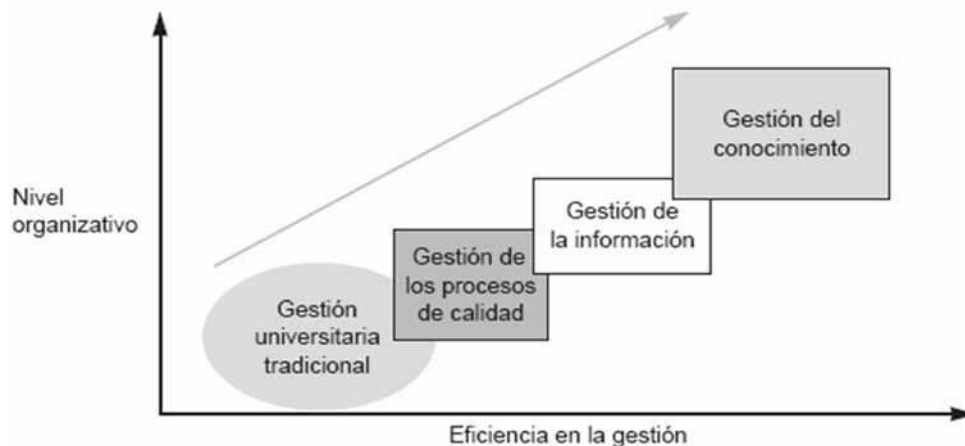 Gestión del
conocimiento
Nivel
organizativo
Gestión de
la información
Gestión de
los procesos
de calidad
Gestión
universitaria
tradicional
Eficiencia en la gestión